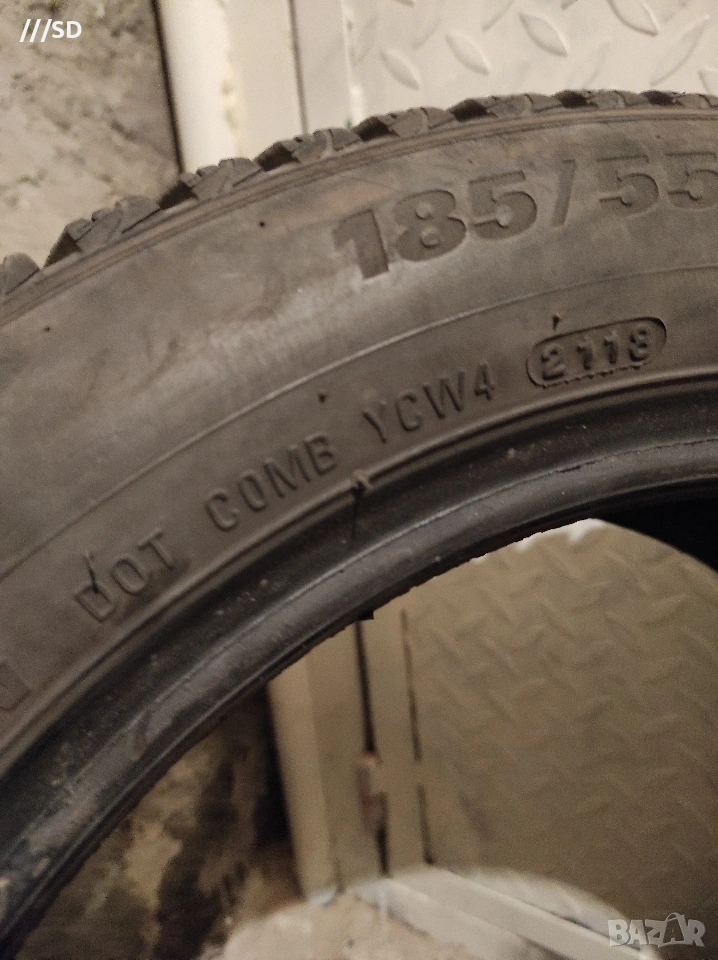 ///SD
185/55
DOT COMB YCW4 2118
BAZAR